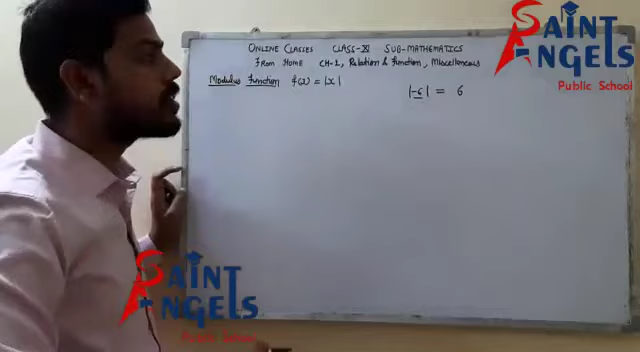 ONLINE CLASSES CLASS-XI SUB-MATHEMATICS
FROM HOME CH-2, Relation & Function, Miscellaneous
Modulus Function f(x) = |x|
|-6| = 6
SAINT
ANGELS
Public School
SAINT
ANGELS
Public School